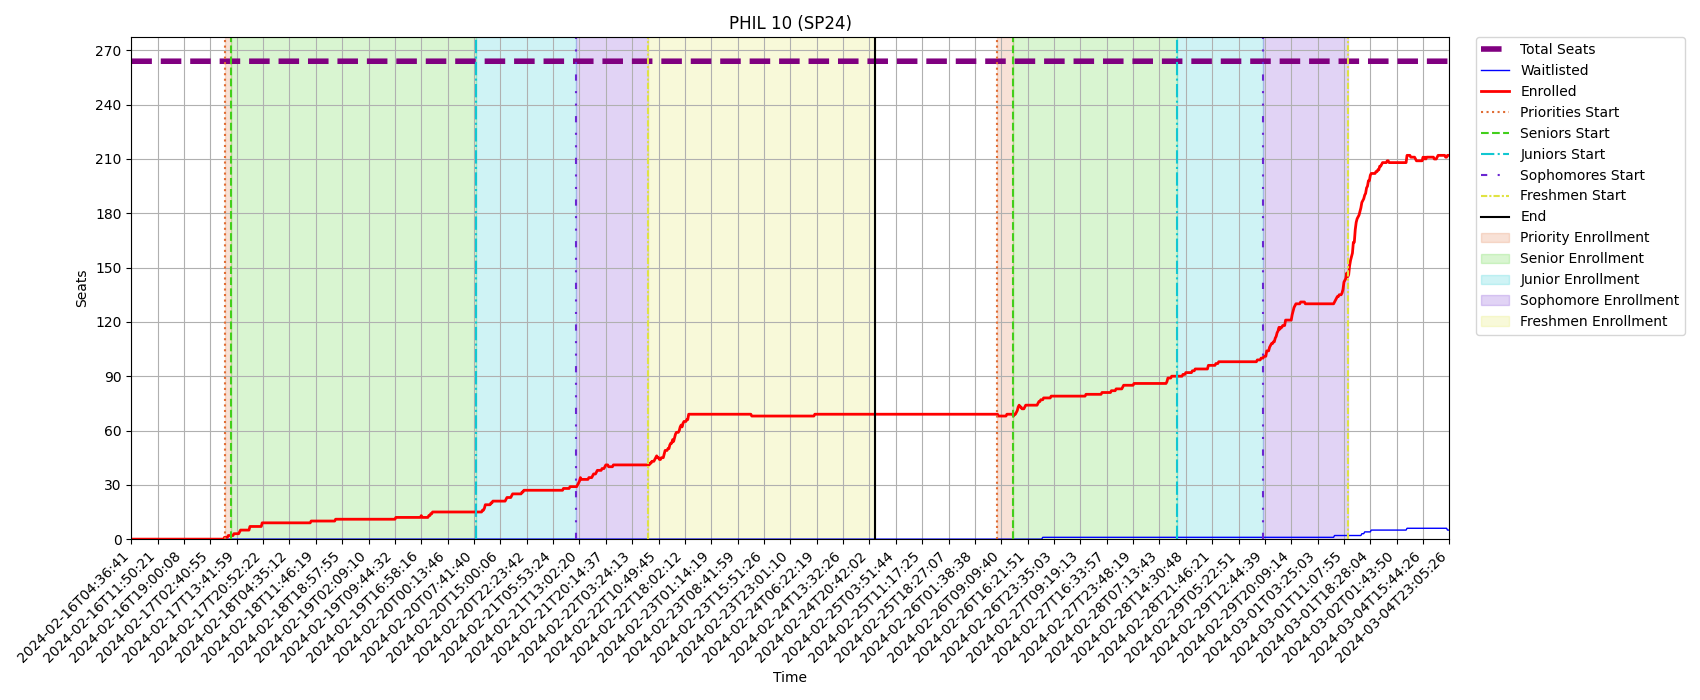 PHIL 10 (SP24)
Seats
270
240
210
180
150
120
90
60
30
0
2024-02-16T04:36:41
2024-02-16T11:50:21
2024-02-16T19:00:08
2024-02-17T02:40:55
2024-02-17T13:41:59
2024-02-17T20:52:22
2024-02-18T04:35:12
2024-02-18T11:46:19
2024-02-18T18:57:55
2024-02-19T02:09:10
2024-02-19T09:44:32
2024-02-19T16:58:16
2024-02-20T00:13:46
2024-02-20T07:41:40
2024-02-20T15:00:06
2024-02-20T22:23:42
2024-02-21T05:53:24
2024-02-21T13:02:20
2024-02-21T20:14:37
2024-02-22T03:24:13
2024-02-22T10:49:45
2024-02-22T18:02:12
2024-02-23T01:14:19
2024-02-23T08:41:59
2024-02-23T15:51:26
2024-02-23T23:01:10
2024-02-24T06:22:19
2024-02-24T13:32:26
2024-02-24T20:42:02
2024-02-25T03:51:44
2024-02-25T11:17:25
2024-02-25T18:27:07
2024-02-26T01:38:38
2024-02-26T09:09:40
2024-02-26T16:21:51
2024-02-26T23:35:03
2024-02-27T09:19:13
2024-02-27T16:33:57
2024-02-27T23:48:19
2024-02-28T07:13:43
2024-02-28T14:30:48
2024-02-28T21:46:21
2024-02-29T05:22:51
2024-02-29T12:44:39
2024-02-29T20:09:14
2024-03-01T03:25:03
2024-03-01T11:07:55
2024-03-01T18:28:04
2024-03-02T01:43:50
2024-03-04T15:44:26
2024-03-04T23:05:26
Time
Total Seats
Waitlisted
Enrolled
Priorities Start
Seniors Start
Juniors Start
Sophomores Start
Freshmen Start
End
Priority Enrollment
Senior Enrollment
Junior Enrollment
Sophomore Enrollment
Freshmen Enrollment